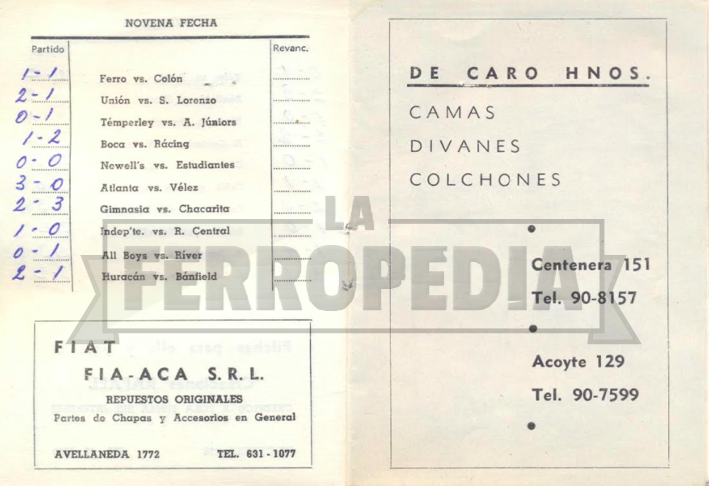 NOVENA FECHA
Partido Revanc.
1-1 Ferro vs. Colón
2-1 Unión vs. S. Lorenzo
0-1 Témperley vs. A. Júniors
1-2 Boca vs. Rácing
0-0 Newell's vs. Estudiantes
3-0 Atlanta vs. Vélez
2-3 Gimnasia vs. Chacarita
1-0 Indep'te. vs. R. Central
0-1 All Boys vs. Ríver
2-1 Huracán vs. Bánfield
FIAT
FIA-ACA S.R.L.
REPUESTOS ORIGINALES
Partes de Chapas y Accesorios en General
AVELLANEDA 1772 TEL. 631-1077
DE CARO HNOS.
CAMAS
DIVANES
COLCHONES
Centenera 151
Tel. 90-8157
Acoyte 129
Tel. 90-7599
LA
FERROPEDIA